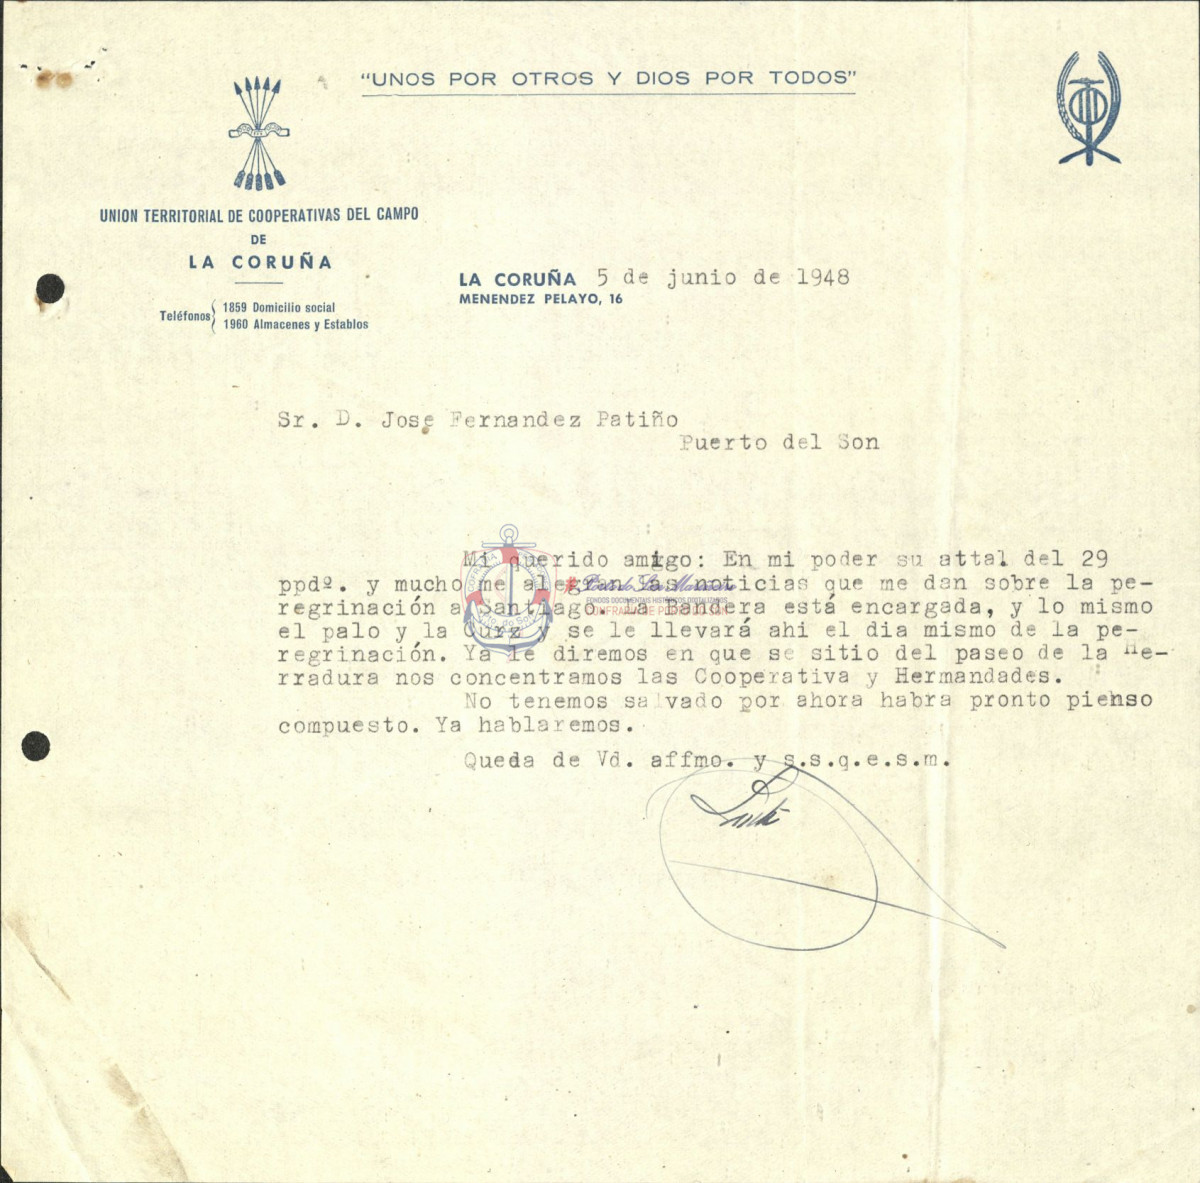 "UNOS POR OTROS Y DIOS POR TODOS"
UNION TERRITORIAL DE COOPERATIVAS DEL CAMPO
DE
LA CORUÑA
Teléfonos
1859 Domicilio social
1960 Almacenes y Establos
LA CORUÑA 5 de junio de 1948
MENENDEZ PELAYO, 16
Sr. D. Jose Fernandez Patiño
Puerto del Son
Mi querido amigo: En mi poder su attal del 29
ppdº. y mucho me alegran las noticias que me dan sobre la pe-
regrinación a Santiago. La bandera está encargada, y lo mismo
el palo y la Curz y se le llevará ahi el dia mismo de la pe-
regrinación. Ya le diremos en que se sitio del paseo de la He-
rradura nos concentramos las Cooperativa y Hermandades.
No tenemos salvado por ahora habra pronto pienso
compuesto. Ya hablaremos.
Queda de Vd. affmo. y s.s.q.e.s.m.
FONDOS DOCUMENTAIS HISTÓRICOS DIGITALIZADOS